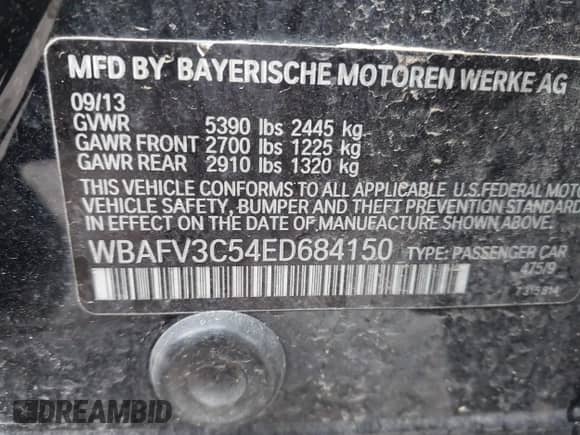 MFD BY BAYERISCHE MOTOREN WERKE AG
09/13
GVWR 5390 lbs 2445 kg
GAWR FRONT 2700 lbs 1225 kg
GAWR REAR 2910 lbs 1320 kg
THIS VEHICLE CONFORMS TO ALL APPLICABLE U.S.FEDERAL MOTO
VEHICLE SAFETY, BUMPER AND THEFT PREVENTION STANDARD
IN EFFECT ON THE DATE OF MANUFACTURE SHOWN ABOVE.
WBAFV3C54ED684150 TYPE: PASSENGER CAR
475/9
DREAMBID